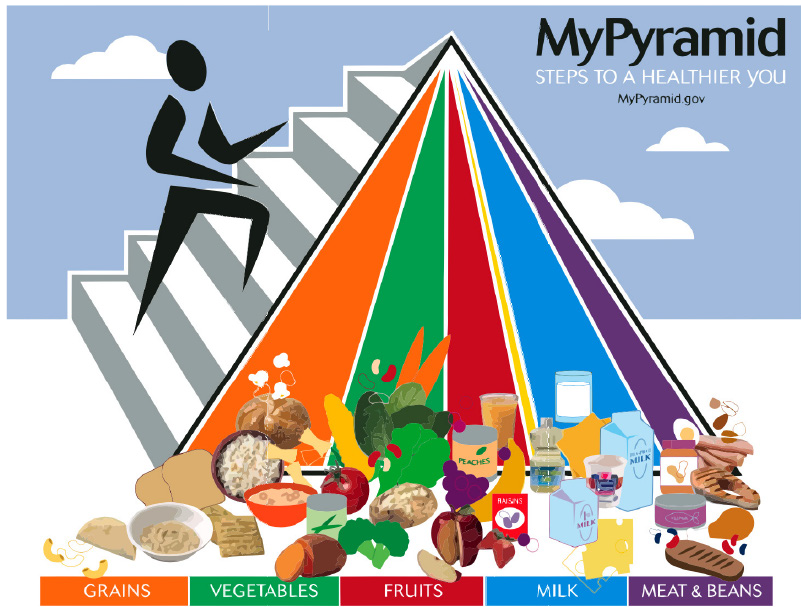 MyPyramid
STEPS TO A HEALTHIER YOU
MyPyramid.gov
PEACHES
MILK
RAISINS
MILK
GRAINS
VEGETABLES
FRUITS
MILK
MEAT & BEANS